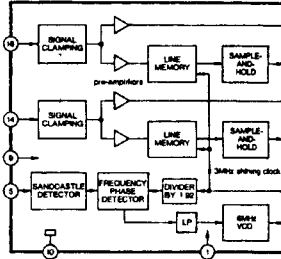 16
SIGNAL
CLAMPING
pre-amplifiers
LINE
MEMORY
SAMPLE-
AND-
HOLD
14
SIGNAL
CLAMPING
LINE
MEMORY
SAMPLE-
AND-
HOLD
9
3MHz shifting clock
5
SANDCASTLE
DETECTOR
FREQUENCY
PHASE
DETECTOR
DIVIDER
BY 192
LP
6MHz
VCO
10
1